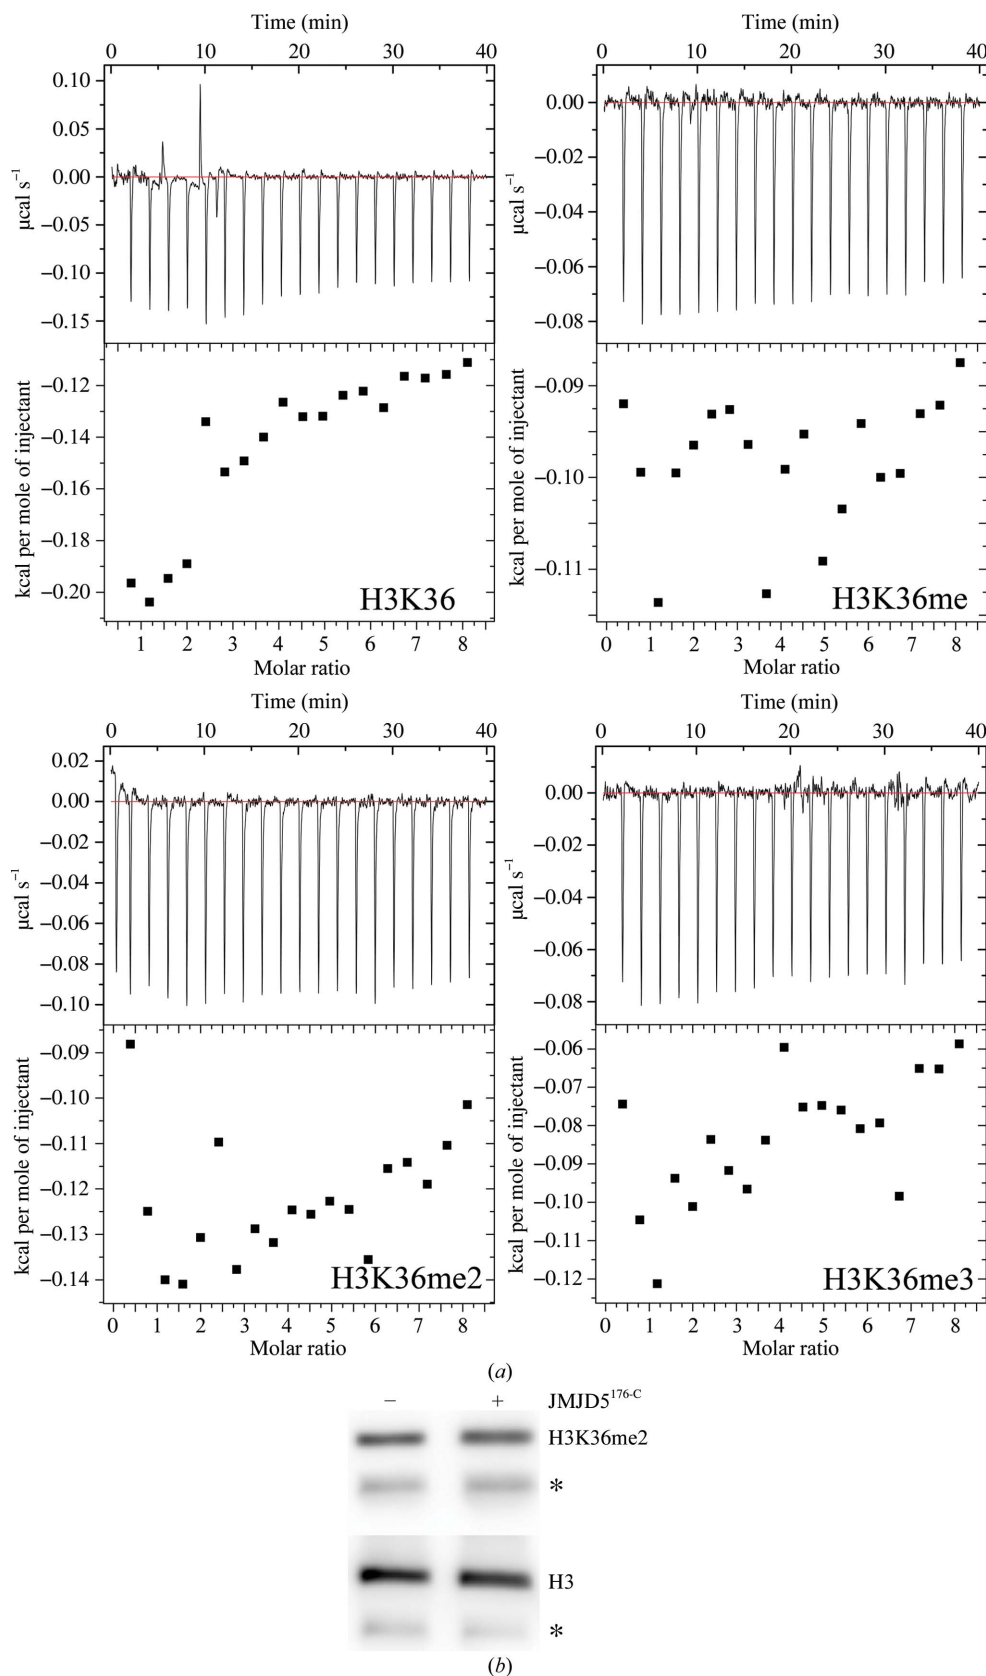 Time (min)
0 10 20 30 40
0.10
0.05
0.00
−0.05
−0.10
−0.15
µcal s⁻¹
−0.12
−0.14
−0.16
−0.18
−0.20
kcal per mole of injectant
H3K36
1 2 3 4 5 6 7 8
Molar ratio
Time (min)
0 10 20 30 40
0.00
−0.02
−0.04
−0.06
−0.08
µcal s⁻¹
−0.09
−0.10
−0.11
kcal per mole of injectant
H3K36me
0 1 2 3 4 5 6 7 8
Molar ratio
Time (min)
0 10 20 30 40
0.02
0.00
−0.02
−0.04
−0.06
−0.08
−0.10
µcal s⁻¹
−0.09
−0.10
−0.11
−0.12
−0.13
−0.14
kcal per mole of injectant
H3K36me2
0 1 2 3 4 5 6 7 8
Molar ratio
Time (min)
0 10 20 30 40
0.00
−0.02
−0.04
−0.06
−0.08
µcal s⁻¹
−0.06
−0.07
−0.08
−0.09
−0.10
−0.11
−0.12
kcal per mole of injectant
H3K36me3
0 1 2 3 4 5 6 7 8
Molar ratio
(a)
− + JMJD5¹⁷⁶⁻ᶜ
H3K36me2
*
H3
*
(b)